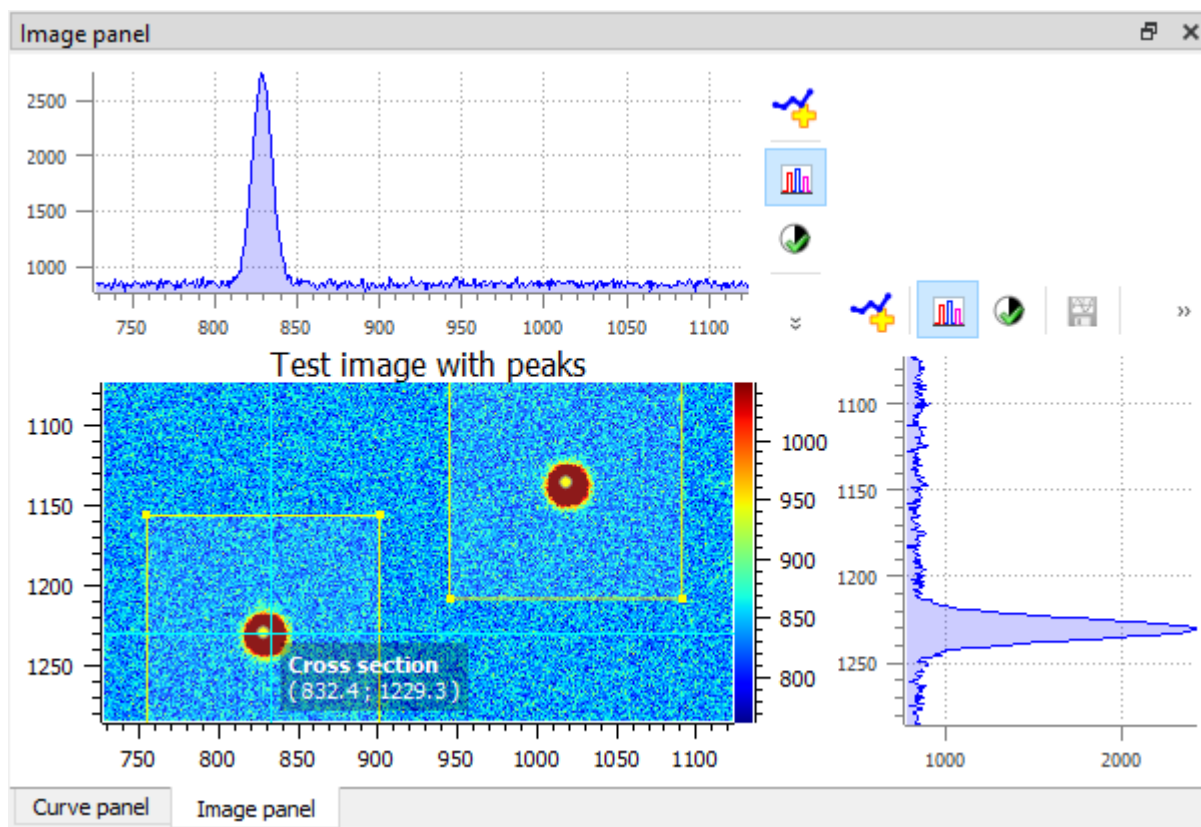 Image panel
2500
2000
1500
1000
750 800 850 900 950 1000 1050 1100
Test image with peaks
1100
1150
1200
1250
750 800 850 900 950 1000 1050 1100
Cross section
( 832.4 ; 1229.3 )
1000
950
900
850
800
1100
1150
1200
1250
1000 2000
Curve panel Image panel